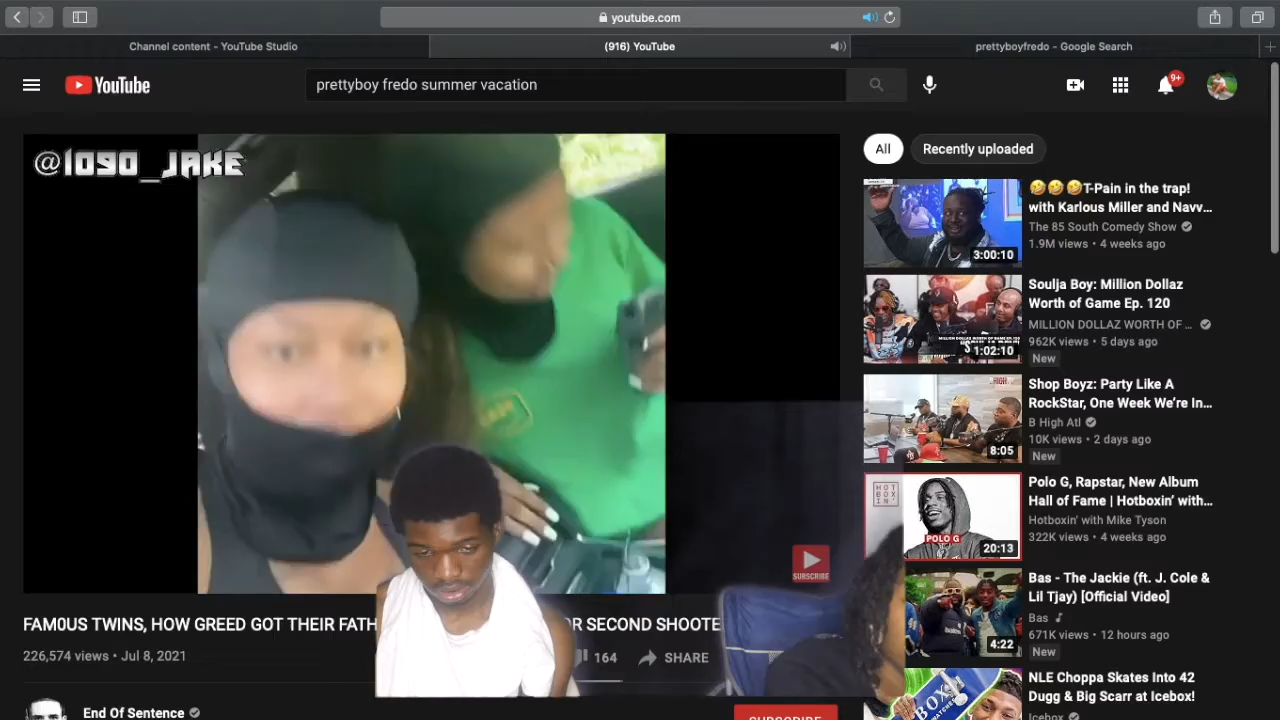 youtube.com
Channel content - YouTube Studio
(916) YouTube
prettyboyfredo - Google Search
YouTube
prettyboy fredo summer vacation
9+
@1090_JAKE
SUBSCRIBE
FAM0US TWINS, HOW GREED GOT THEIR FATH
OR SECOND SHOOTE
226,574 views • Jul 8, 2021
164
SHARE
End Of Sentence
SUBSCRIBE
All
Recently uploaded
🤣🤣🤣T-Pain in the trap!
with Karlous Miller and Navv...
The 85 South Comedy Show
1.9M views • 4 weeks ago
3:00:10
Soulja Boy: Million Dollaz
Worth of Game Ep. 120
MILLION DOLLAZ WORTH OF ...
962K views • 5 days ago
New
1:02:10
Shop Boyz: Party Like A
RockStar, One Week We're In...
B High Atl
10K views • 2 days ago
New
8:05
Polo G, Rapstar, New Album
Hall of Fame | Hotboxin' with...
Hotboxin' with Mike Tyson
322K views • 4 weeks ago
HOT
BOX
IN'
POLO G
20:13
Bas - The Jackie (ft. J. Cole &
Lil Tjay) [Official Video]
Bas
671K views • 12 hours ago
New
4:22
NLE Choppa Skates Into 42
Dugg & Big Scarr at Icebox!
Icebox